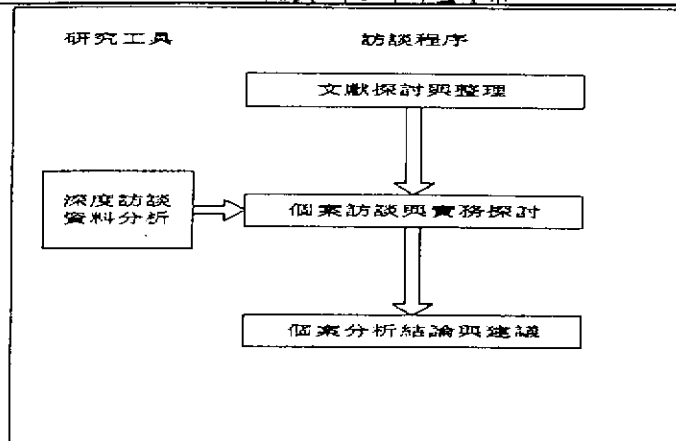 研究工具 訪談程序
文獻探討與整理
深度訪談
資料分析
個案訪談與實務探討
個案分析結論與建議